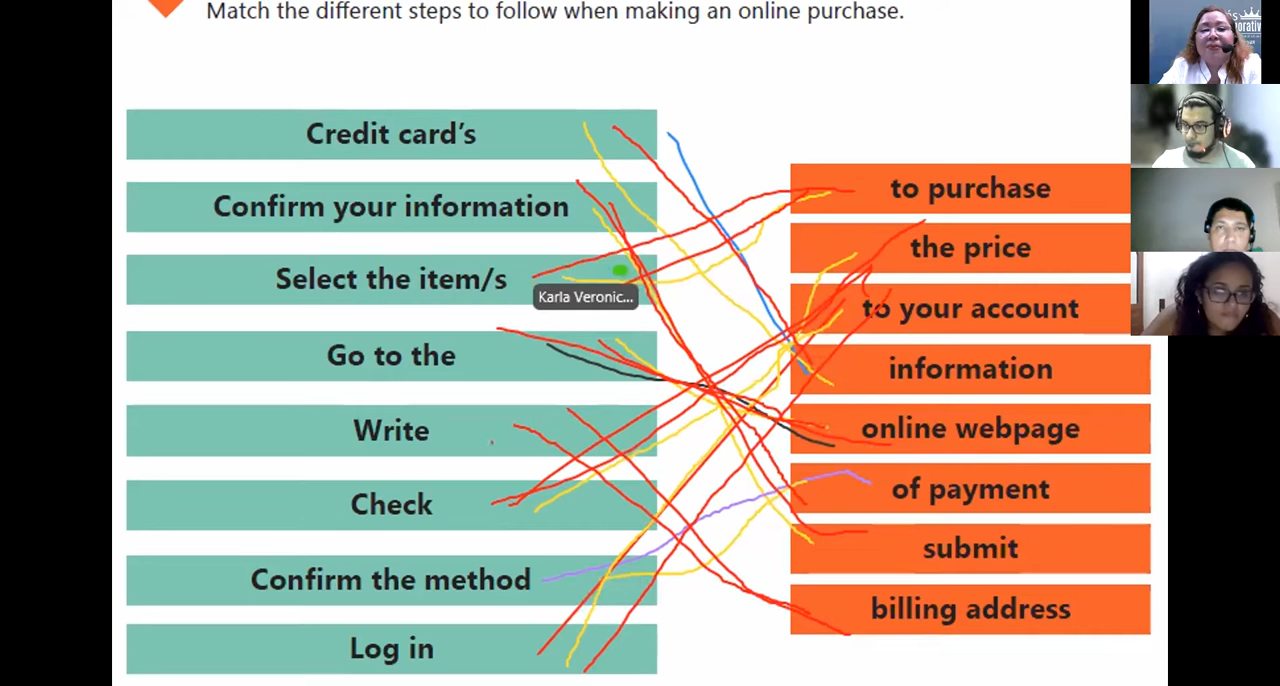 Match the different steps to follow when making an online purchase.
Credit card's
Confirm your information
Select the item/s
Karla Veronic...
Go to the
Write
Check
Confirm the method
Log in
to purchase
the price
to your account
information
online webpage
of payment
submit
billing address